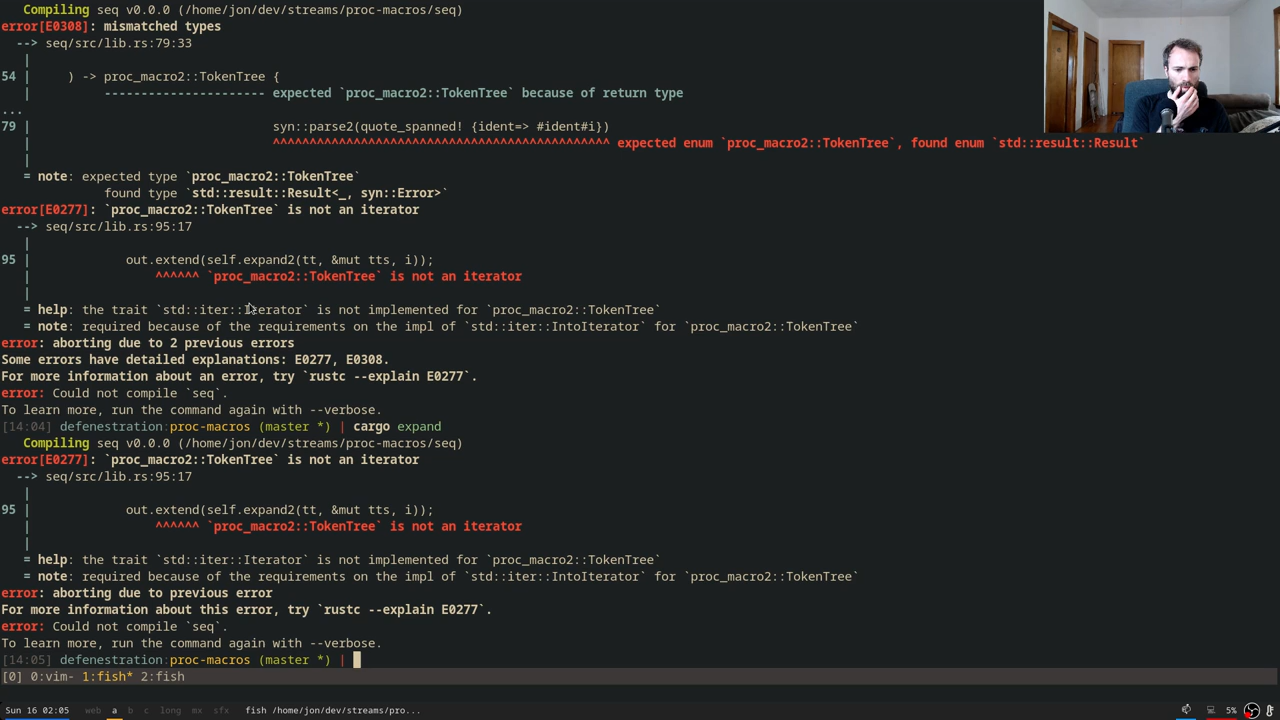 Compiling seq v0.0.0 (/home/jon/dev/streams/proc-macros/seq)
error[E0308]: mismatched types
--> seq/src/lib.rs:79:33
|
54 | ) -> proc_macro2::TokenTree {
| ---------------------- expected `proc_macro2::TokenTree` because of return type
...
79 | syn::parse2(quote_spanned! {ident=> #ident#i})
| ^^^^^^^^^^^^^^^^^^^^^^^^^^^^^^^^^^^^^^^^^^^^^^ expected enum `proc_macro2::TokenTree`, found enum `std::result::Result`
|
= note: expected type `proc_macro2::TokenTree`
found type `std::result::Result<_, syn::Error>`
error[E0277]: `proc_macro2::TokenTree` is not an iterator
--> seq/src/lib.rs:95:17
|
95 | out.extend(self.expand2(tt, &mut tts, i));
| ^^^^^^ `proc_macro2::TokenTree` is not an iterator
|
= help: the trait `std::iter::Iterator` is not implemented for `proc_macro2::TokenTree`
= note: required because of the requirements on the impl of `std::iter::IntoIterator` for `proc_macro2::TokenTree`
error: aborting due to 2 previous errors
Some errors have detailed explanations: E0277, E0308.
For more information about an error, try `rustc --explain E0277`.
error: Could not compile `seq`.
To learn more, run the command again with --verbose.
[14:04] defenestration:proc-macros (master *) | cargo expand
Compiling seq v0.0.0 (/home/jon/dev/streams/proc-macros/seq)
error[E0277]: `proc_macro2::TokenTree` is not an iterator
--> seq/src/lib.rs:95:17
|
95 | out.extend(self.expand2(tt, &mut tts, i));
| ^^^^^^ `proc_macro2::TokenTree` is not an iterator
|
= help: the trait `std::iter::Iterator` is not implemented for `proc_macro2::TokenTree`
= note: required because of the requirements on the impl of `std::iter::IntoIterator` for `proc_macro2::TokenTree`
error: aborting due to previous error
For more information about this error, try `rustc --explain E0277`.
error: Could not compile `seq`.
To learn more, run the command again with --verbose.
[14:05] defenestration:proc-macros (master *) |
[0] 0:vim- 1:fish* 2:fish
Sun 16 02:05 web a b c long mx sfx fish /home/jon/dev/streams/pro... 5%